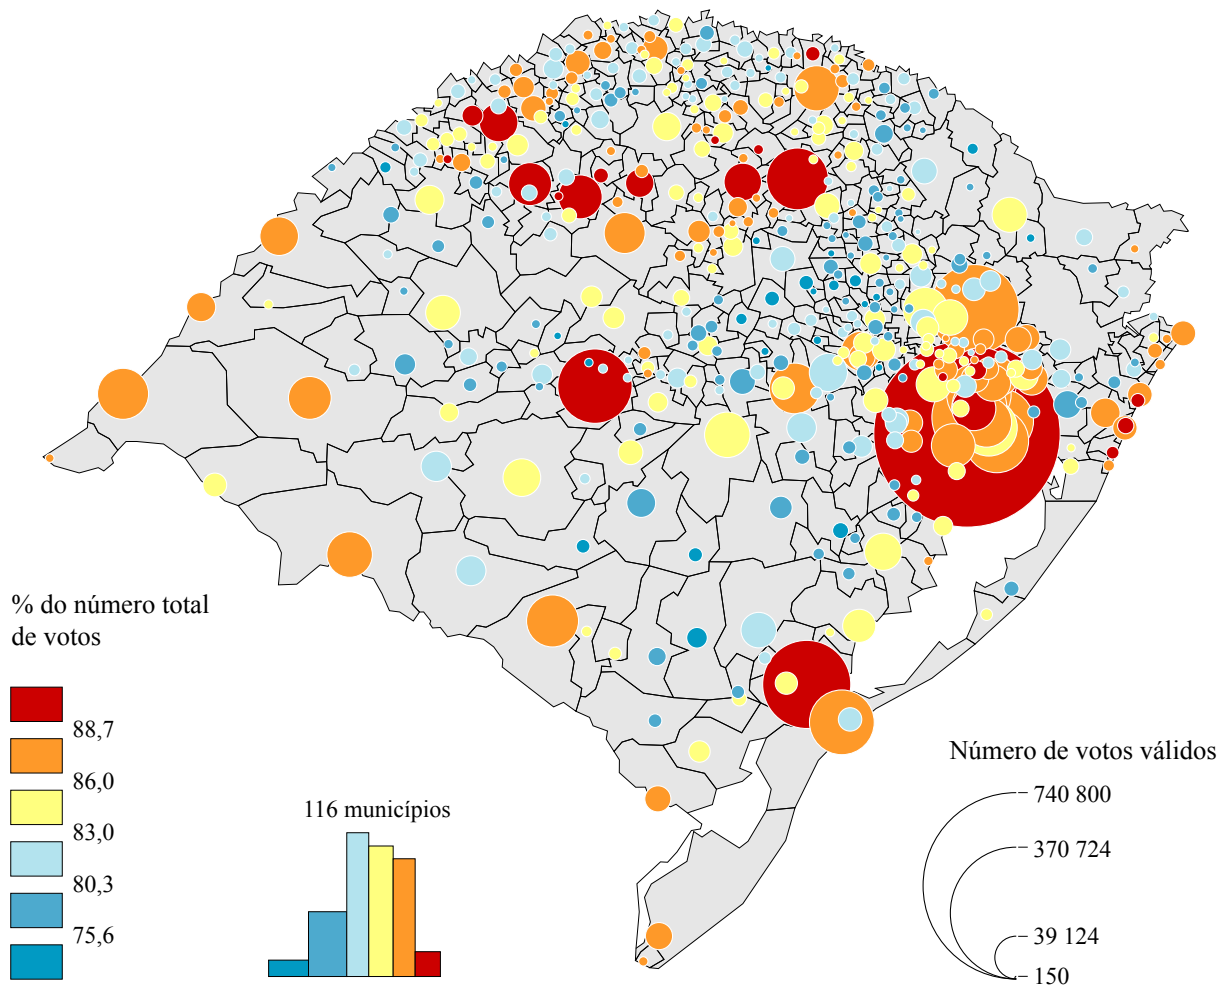 % do número total
de votos
88,7
86,0
83,0
80,3
75,6
116 municípios
Número de votos válidos
740 800
370 724
39 124
150